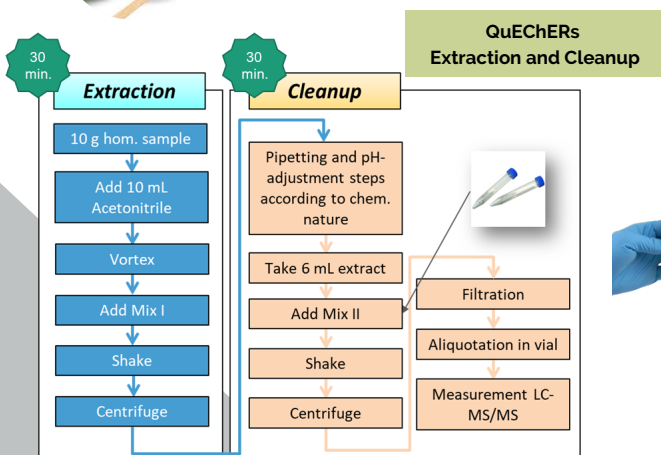 QuEChERs
Extraction and Cleanup
30
min.
Extraction
10 g hom. sample
Add 10 mL
Acetonitrile
Vortex
Add Mix I
Shake
Centrifuge
30
min.
Cleanup
Pipetting and pH-
adjustment steps
according to chem.
nature
Take 6 mL extract
Add Mix II
Shake
Centrifuge
Filtration
Aliquotation in vial
Measurement LC-
MS/MS